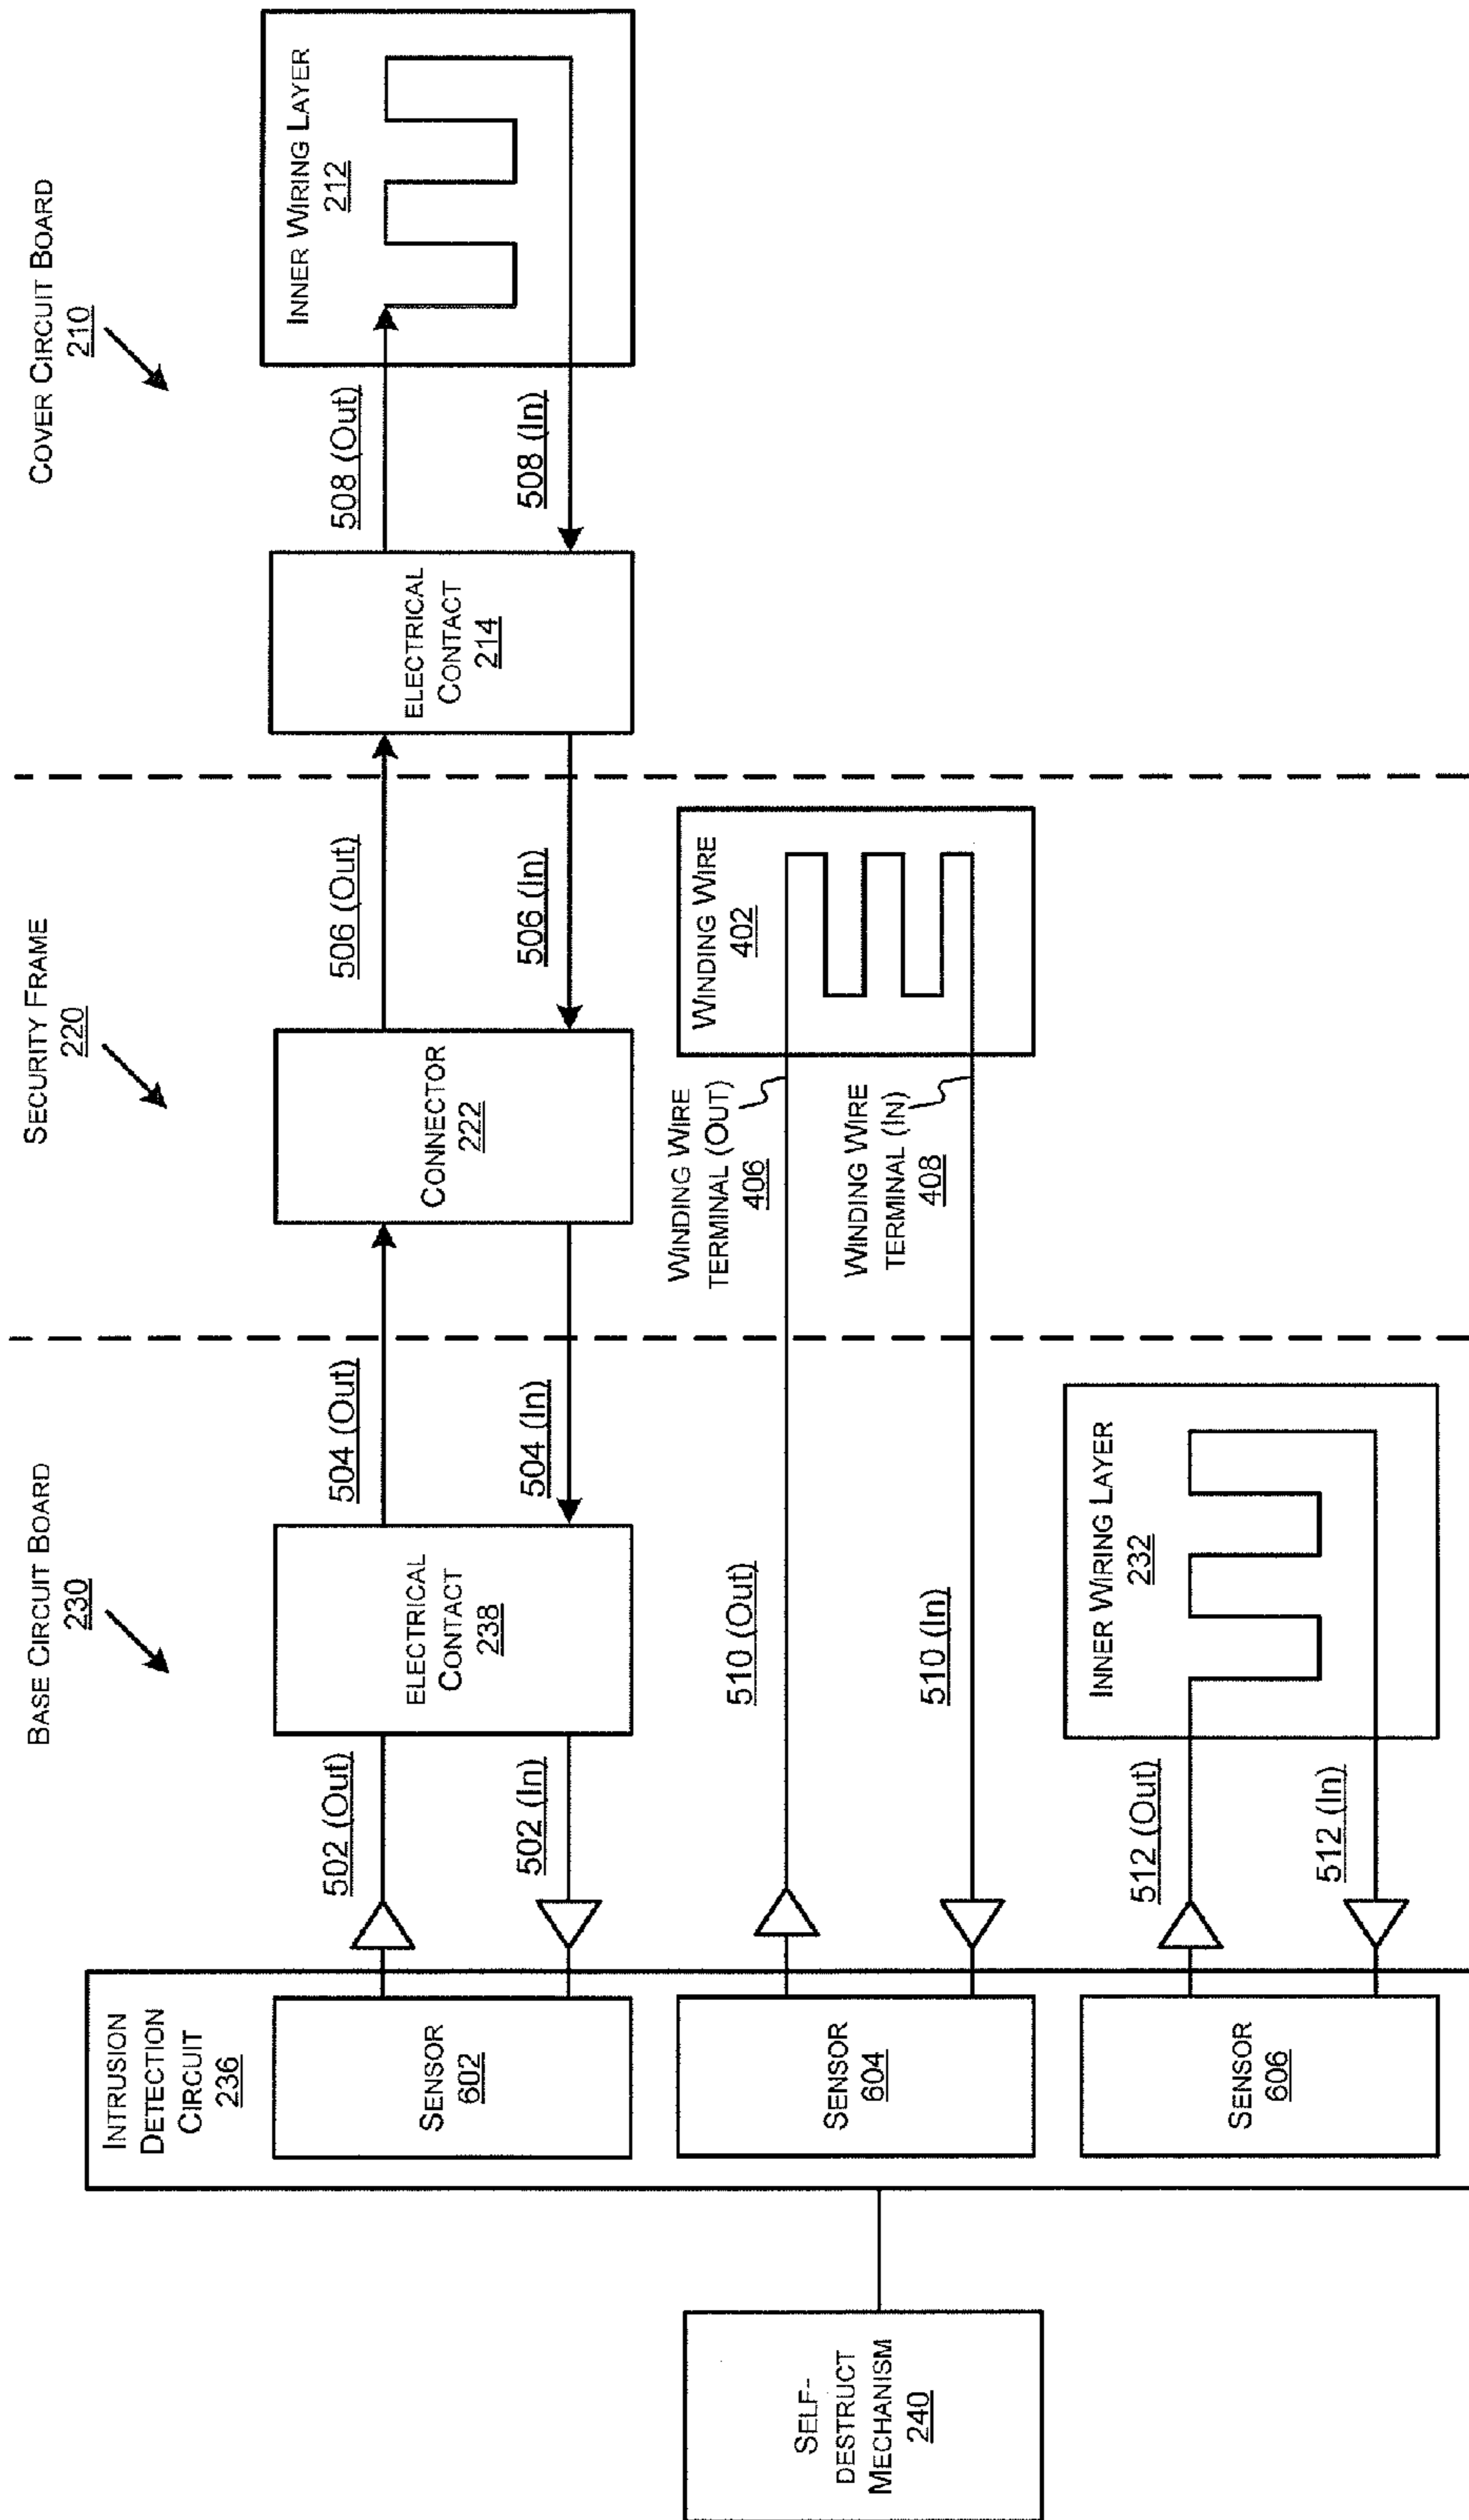 BASE CIRCUIT BOARD
230
SECURITY FRAME
220
COVER CIRCUIT BOARD
210
INTRUSION
DETECTION
CIRCUIT
236
SENSOR
602
502 (Out)
502 (In)
ELECTRICAL
CONTACT
238
504 (Out)
504 (In)
CONNECTOR
222
506 (Out)
506 (In)
ELECTRICAL
CONTACT
214
508 (Out)
508 (In)
INNER WIRING LAYER
212
SELF-
DESTRUCT
MECHANISM
240
SENSOR
604
510 (Out)
510 (In)
WINDING WIRE
TERMINAL (OUT)
406
WINDING WIRE
TERMINAL (IN)
408
WINDING WIRE
402
SENSOR
606
512 (Out)
512 (In)
INNER WIRING LAYER
232